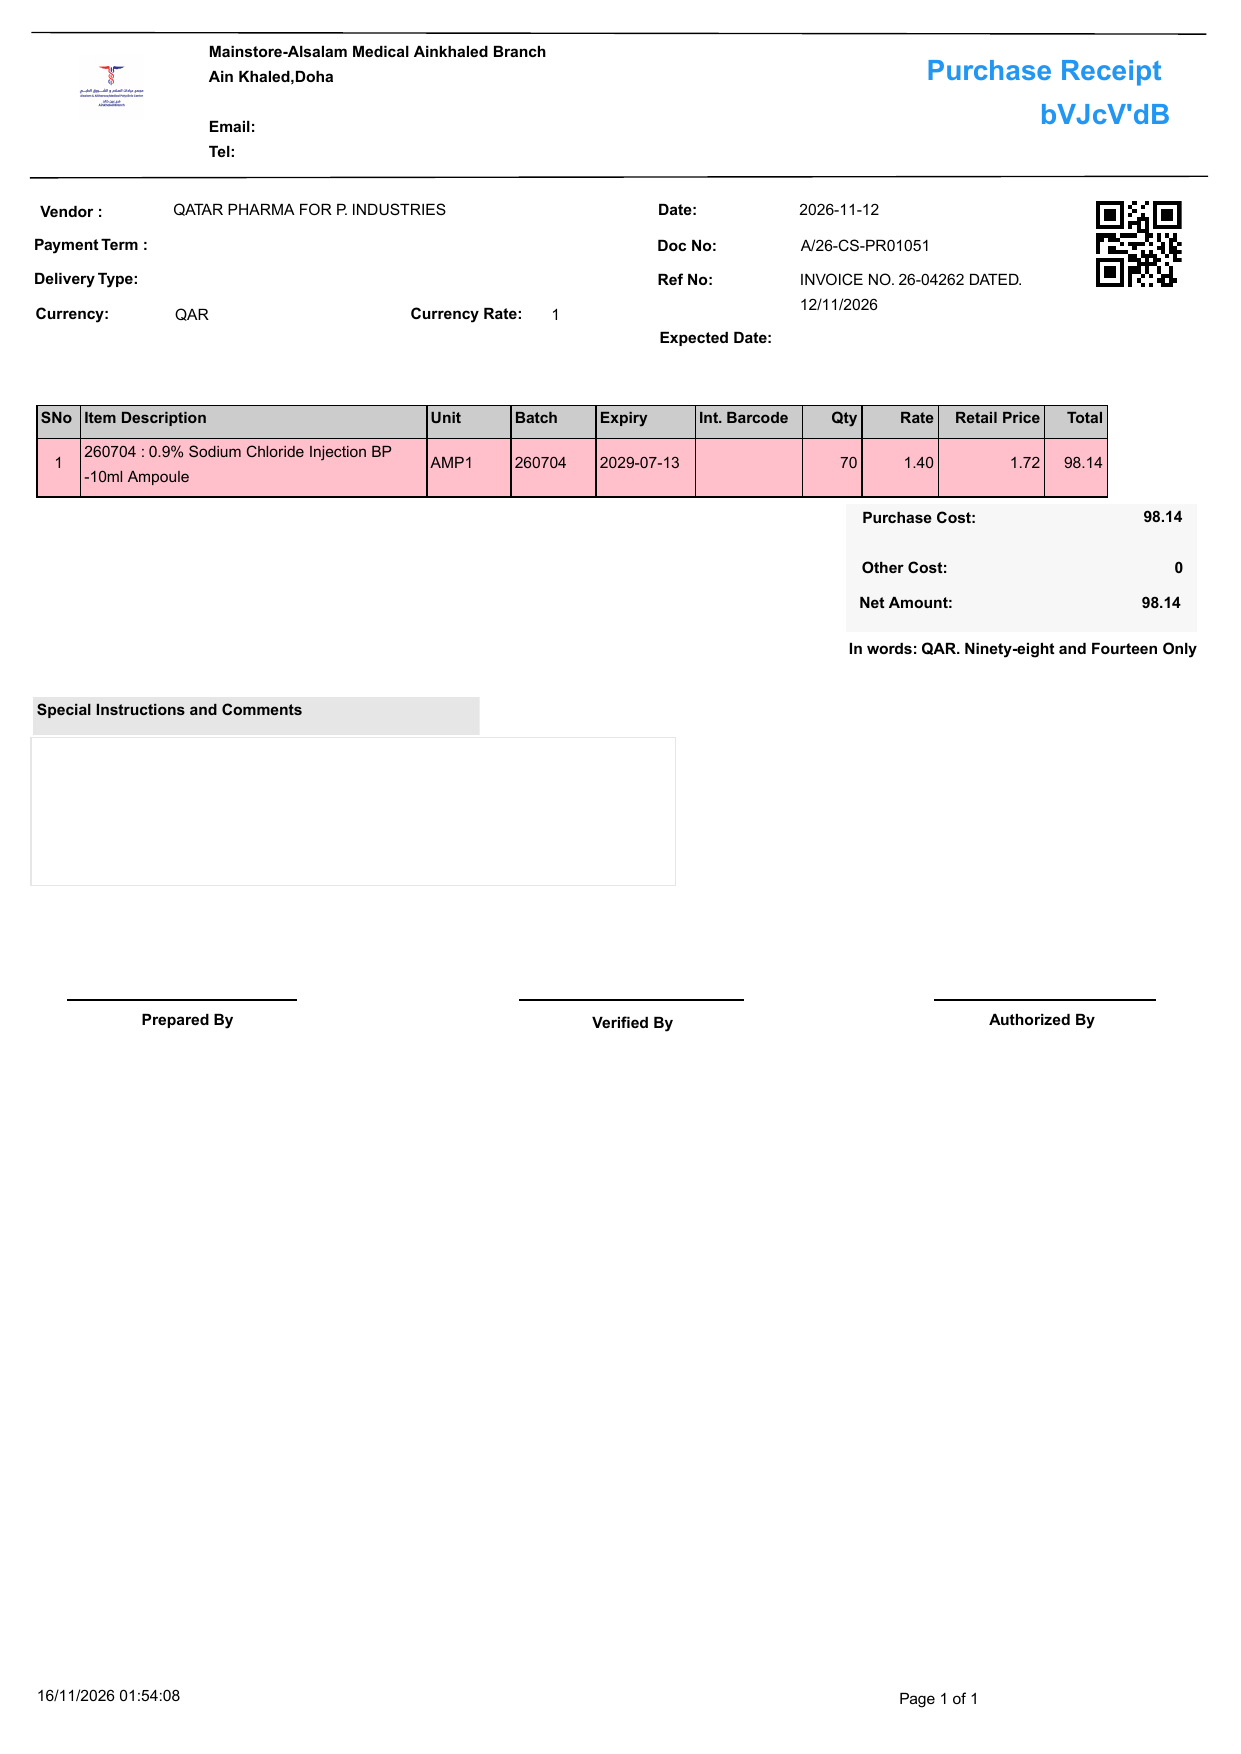 Mainstore-Alsalam Medical Ainkhaled Branch
Ain Khaled,Doha
Email:
Tel:
Purchase Receipt
bVJcV'dB
Vendor : QATAR PHARMA FOR P. INDUSTRIES
Payment Term :
Delivery Type:
Currency: QAR Currency Rate: 1
Date: 2026-11-12
Doc No: A/26-CS-PR01051
Ref No: INVOICE NO. 26-04262 DATED.
12/11/2026
Expected Date:
SNo Item Description Unit Batch Expiry Int. Barcode Qty Rate Retail Price Total
1 260704 : 0.9% Sodium Chloride Injection BP
-10ml Ampoule AMP1 260704 2029-07-13 70 1.40 1.72 98.14
Purchase Cost: 98.14
Other Cost: 0
Net Amount: 98.14
In words: QAR. Ninety-eight and Fourteen Only
Special Instructions and Comments
Prepared By
Verified By
Authorized By
16/11/2026 01:54:08
Page 1 of 1